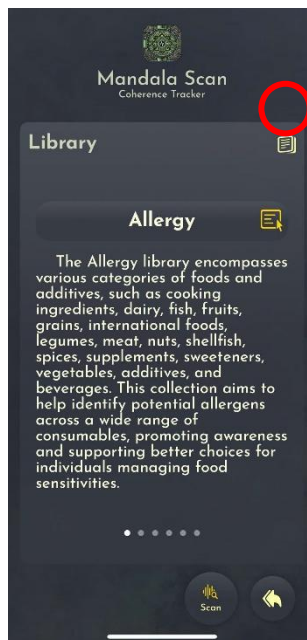 Mandala Scan
Coherence Tracker
Library
Allergy
The Allergy library encompasses
various categories of foods and
additives, such as cooking
ingredients, dairy, fish, fruits,
grains, international foods,
legumes, meat, nuts, shellfish,
spices, supplements, sweeteners,
vegetables, additives, and
beverages. This collection aims to
help identify potential allergens
across a wide range of
consumables, promoting awareness
and supporting better choices for
individuals managing food
sensitivities.
Scan